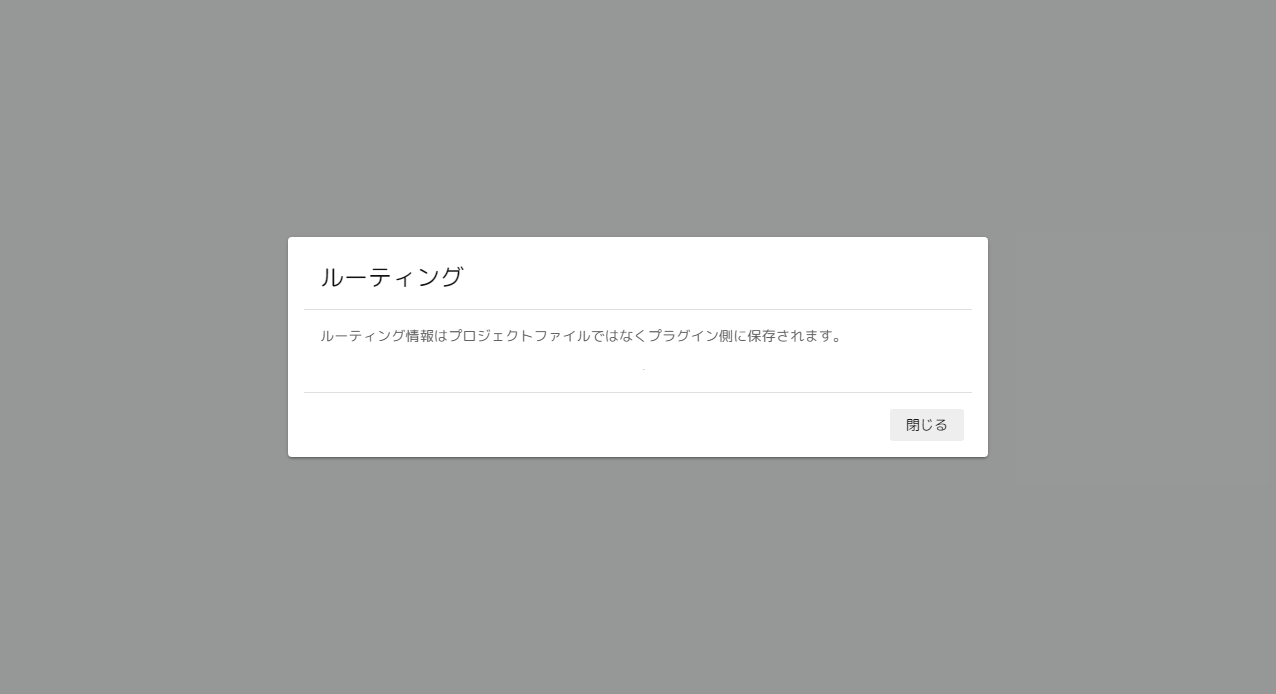 ルーティング
ルーティング情報はプロジェクトファイルではなくプラグイン側に保存されます。
閉じる